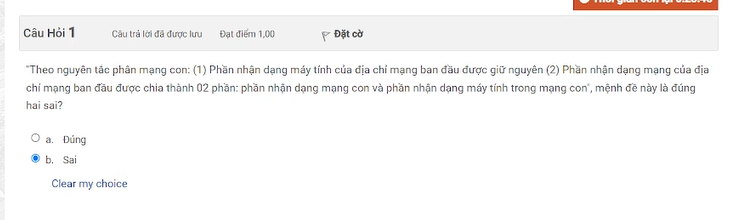 Câu Hỏi 1 Câu trả lời đã được lưu Đạt điểm 1,00 Đặt cờ
"Theo nguyên tắc phân mạng con: (1) Phần nhận dạng máy tính của địa chỉ mạng ban đầu được giữ nguyên (2) Phần nhận dạng mạng của địa
chỉ mạng ban đầu được chia thành 02 phần: phần nhận dạng mạng con và phần nhận dạng máy tính trong mạng con", mệnh đề này là đúng
hai sai?
a. Đúng
b. Sai
Clear my choice